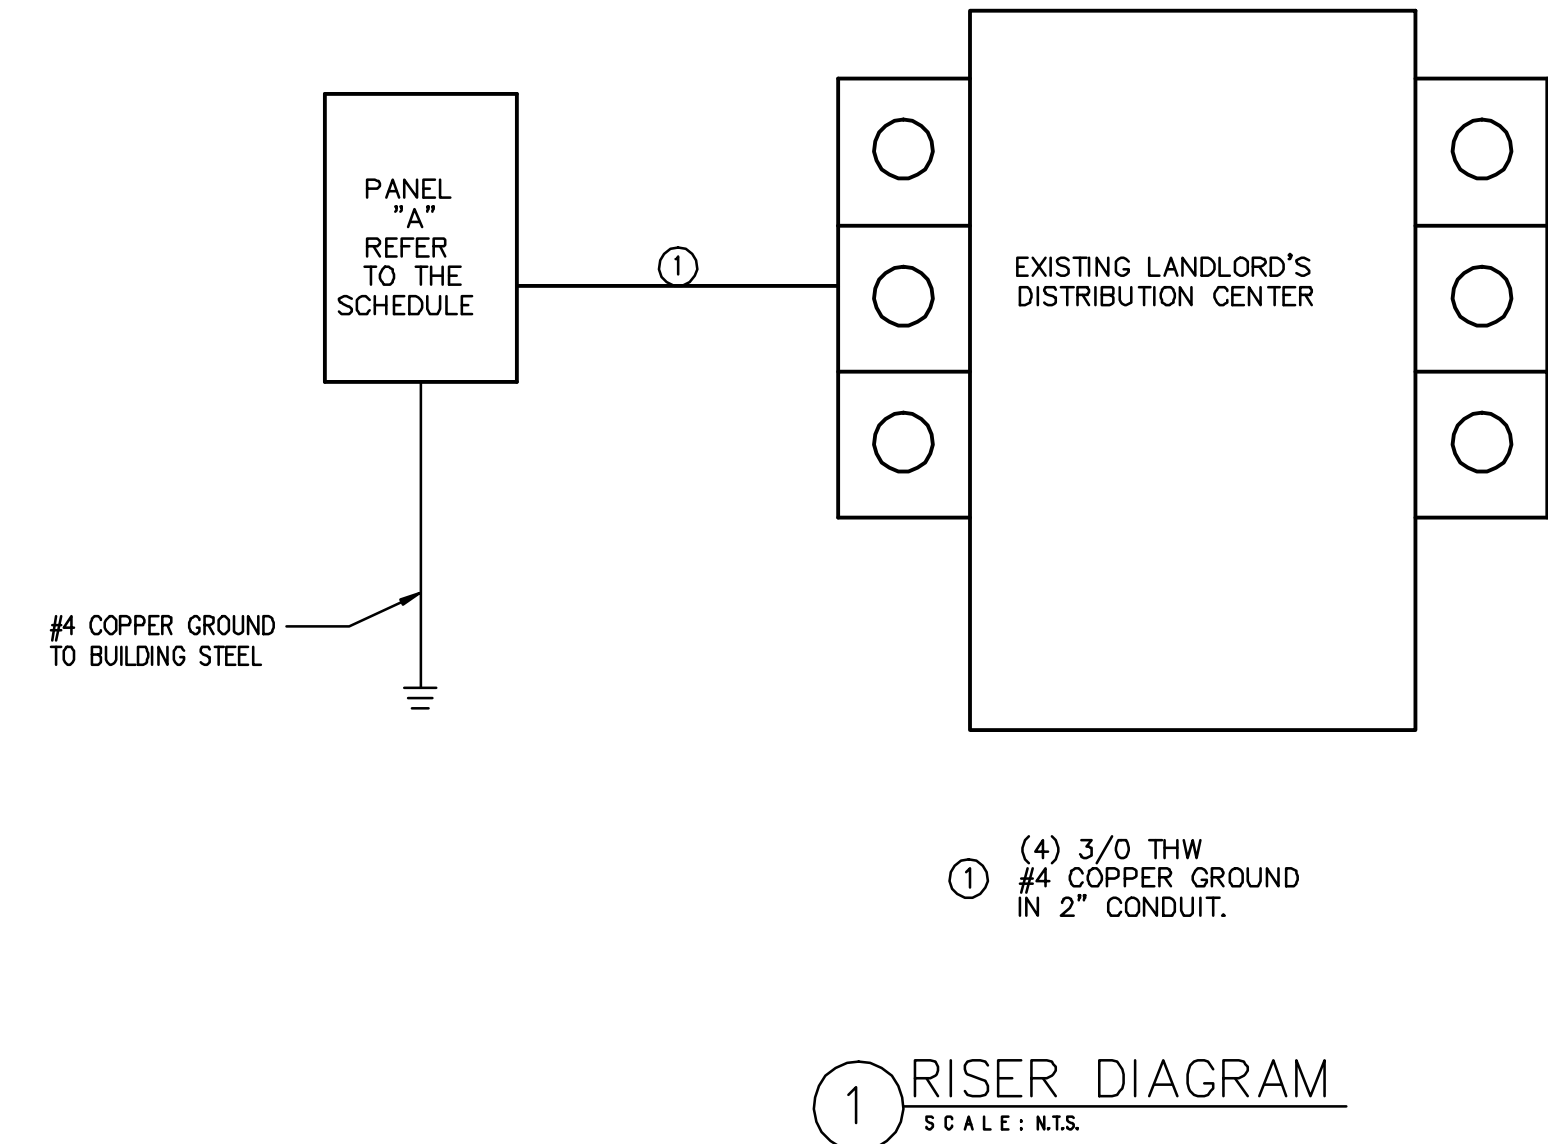 PANEL
"A"
REFER
TO THE
SCHEDULE
1
EXISTING LANDLORD'S
DISTRIBUTION CENTER
#4 COPPER GROUND
TO BUILDING STEEL
1
(4) 3/0 THW
#4 COPPER GROUND
IN 2" CONDUIT.
1
RISER DIAGRAM
SCALE: N.T.S.